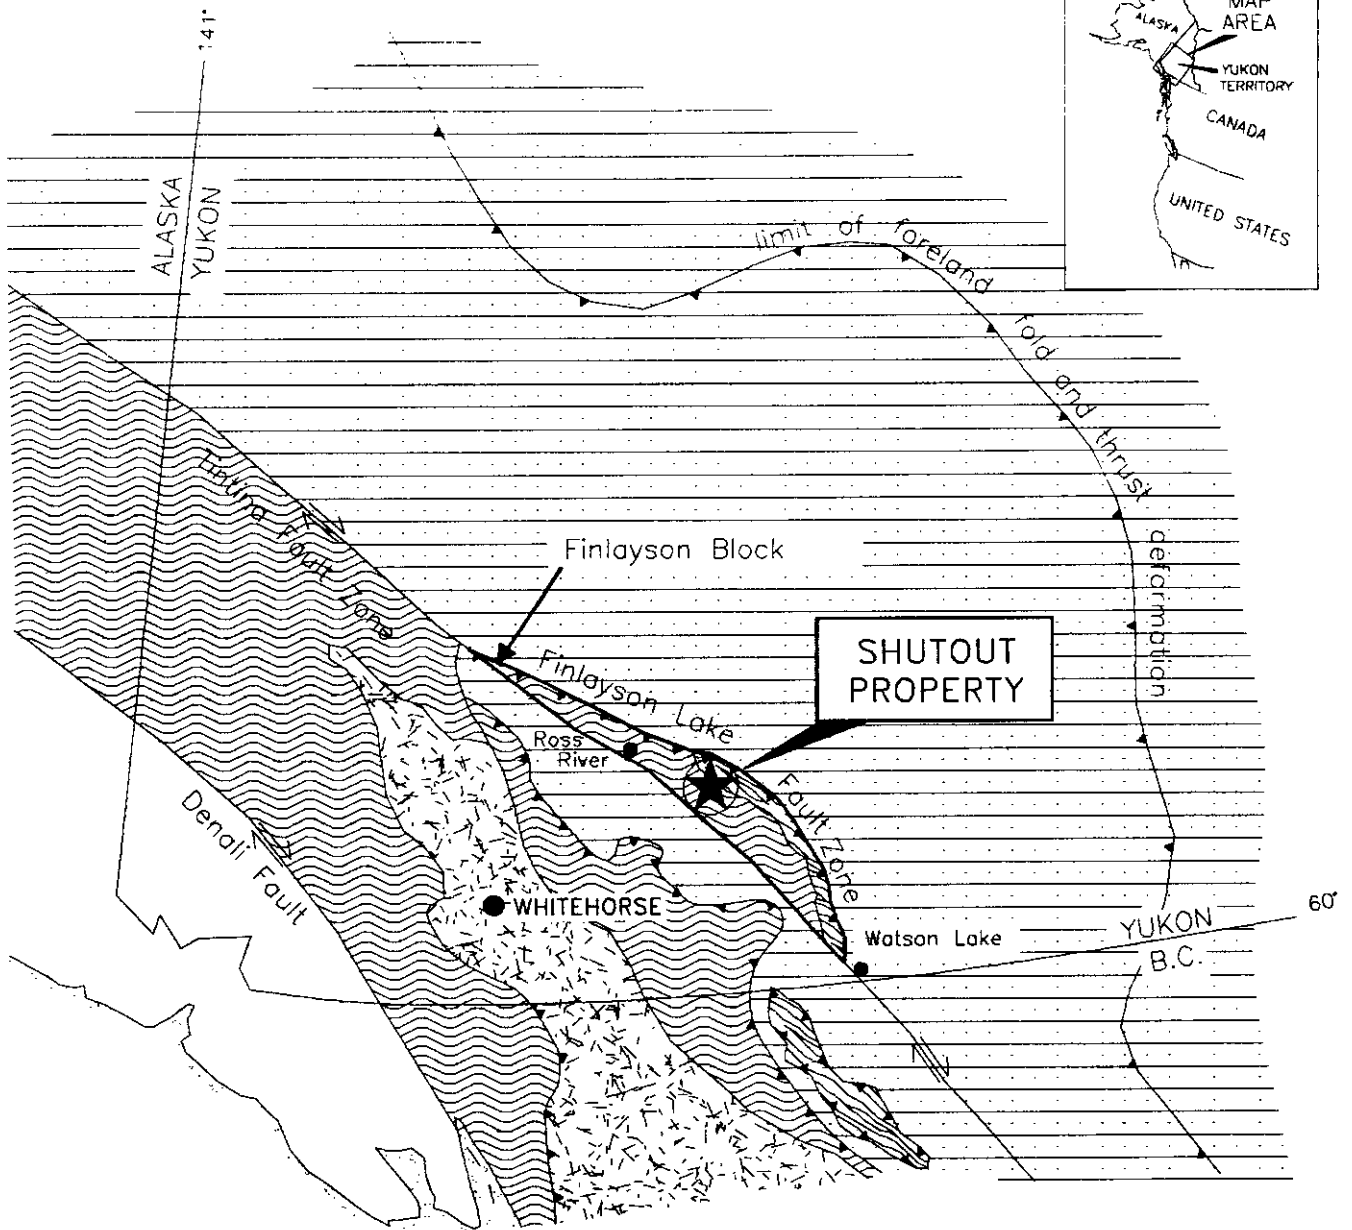 141°
ALASKA
YUKON
MAP
AREA
ALASKA
YUKON
TERRITORY
CANADA
UNITED STATES
limit of foreland fold and thrust deformation
Tintina Fault Zone
Finlayson Block
SHUTOUT
PROPERTY
Finlayson Lake Fault Zone
Ross
River
Denali Fault
WHITEHORSE
Watson Lake
YUKON
B.C.
60°